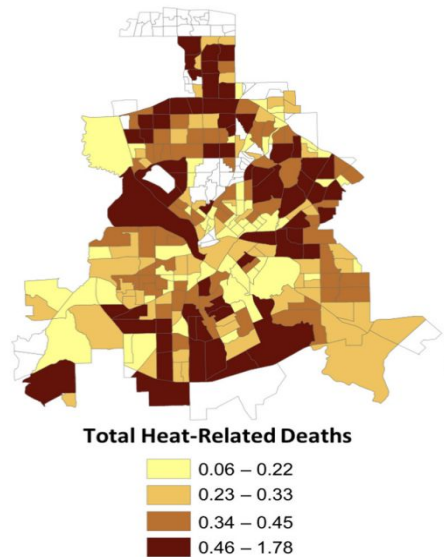 Total Heat-Related Deaths
0.06 – 0.22
0.23 – 0.33
0.34 – 0.45
0.46 – 1.78